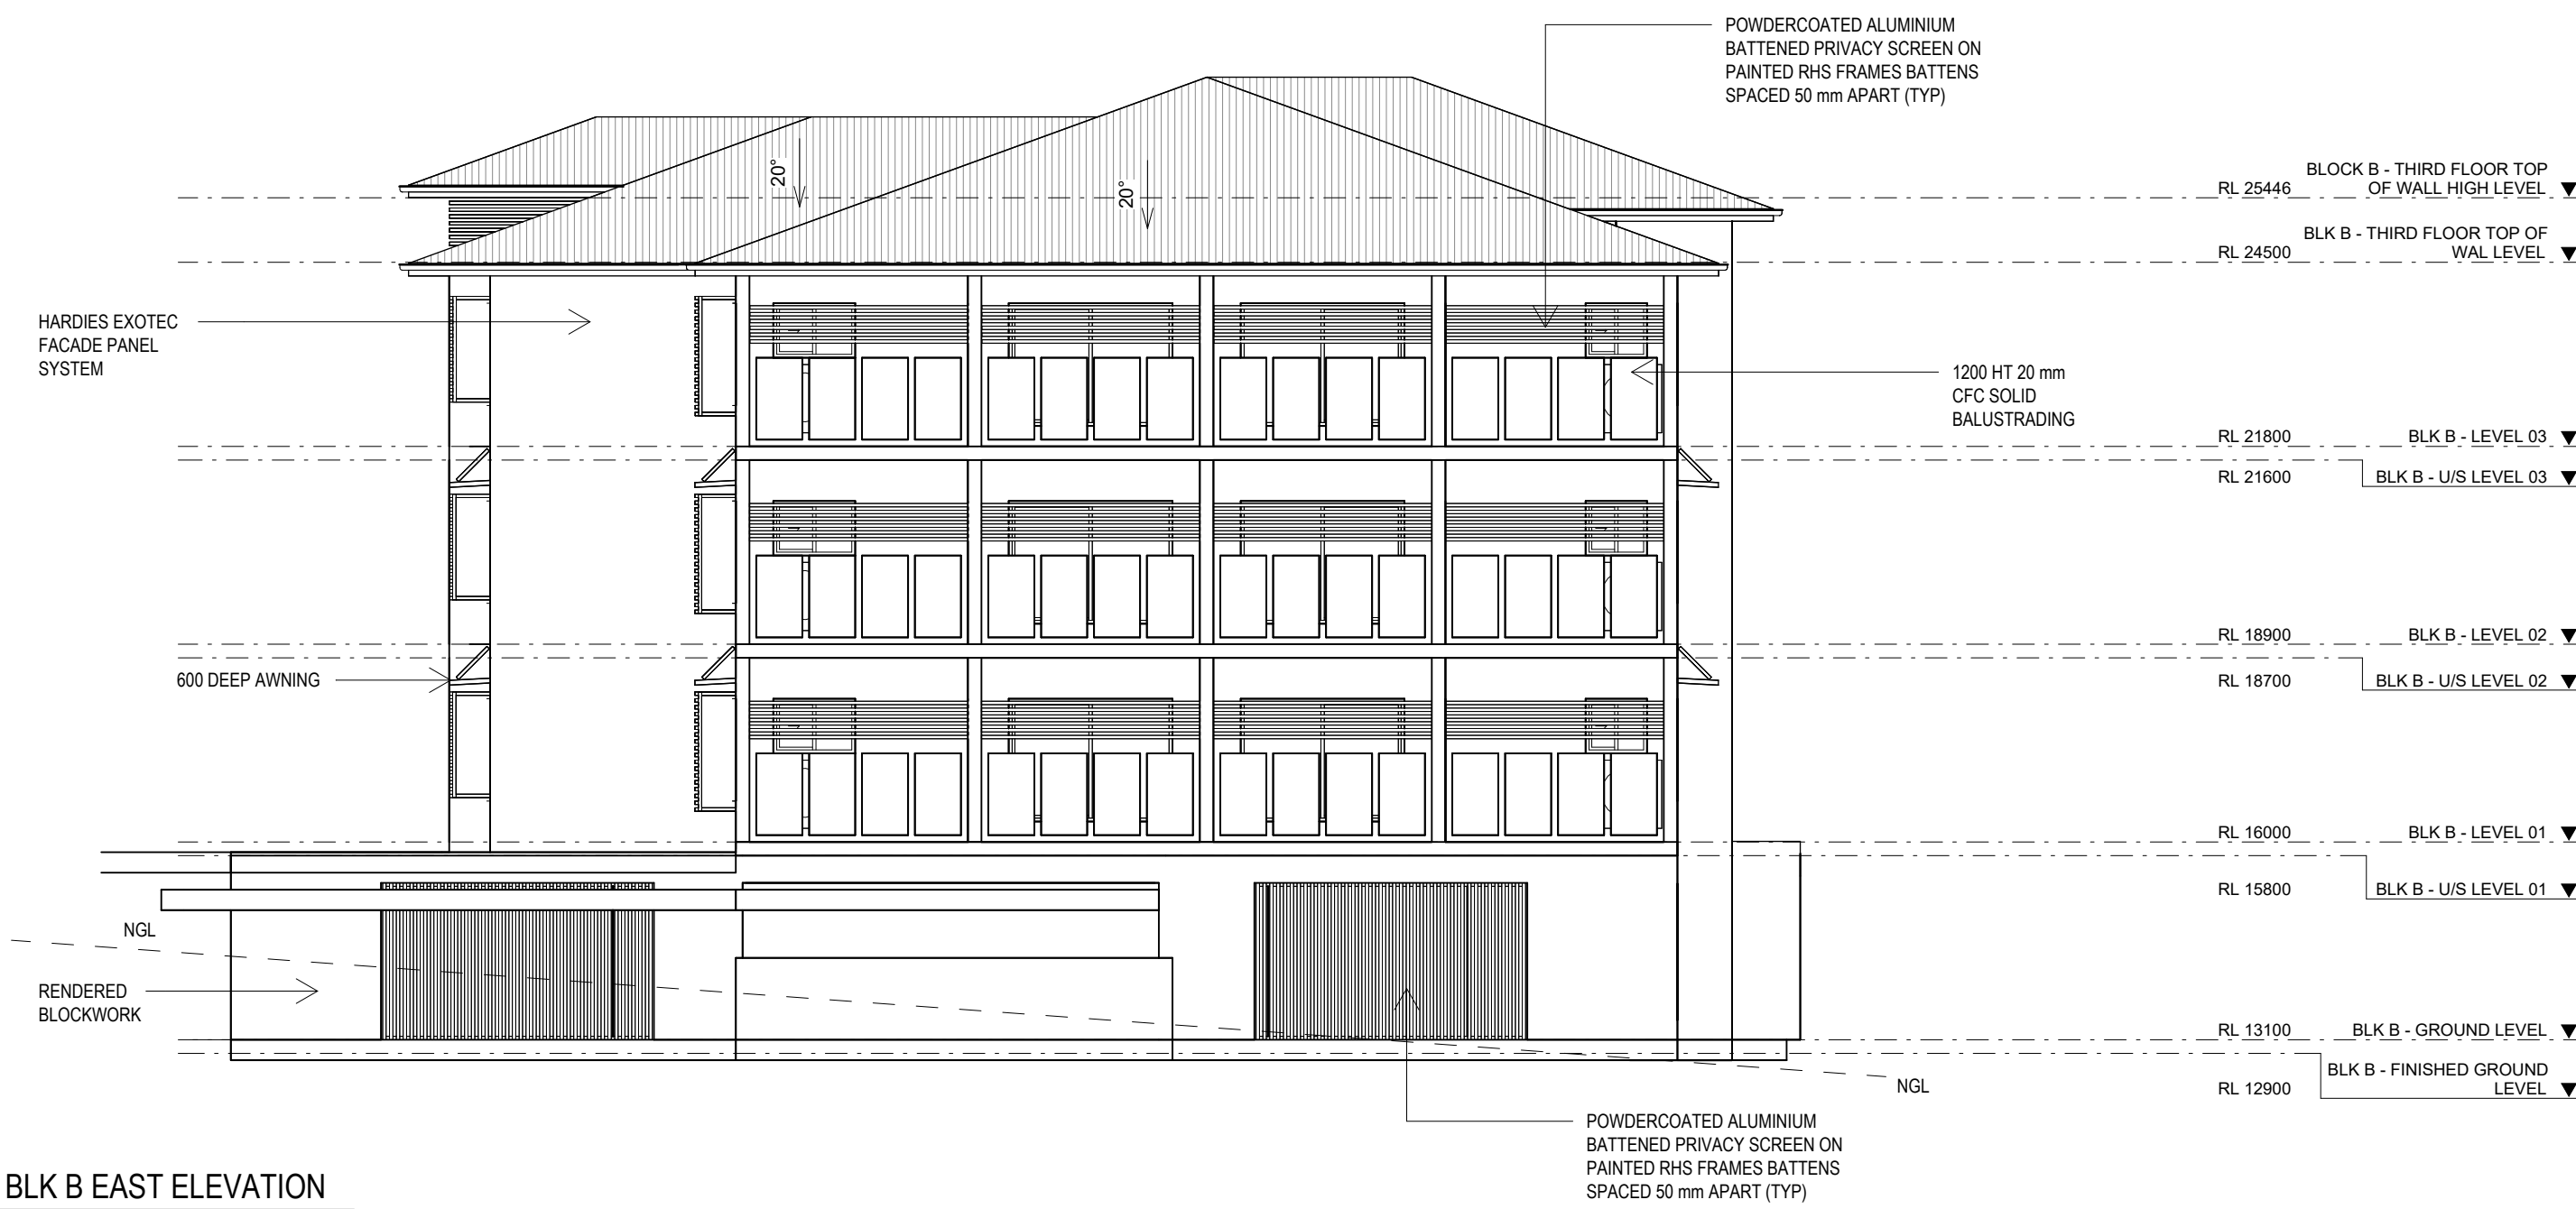 POWDERCOATED ALUMINIUM
BATTENED PRIVACY SCREEN ON
PAINTED RHS FRAMES BATTENS
SPACED 50 mm APART (TYP)
20°
20°
BLOCK B - THIRD FLOOR TOP
RL 25446 OF WALL HIGH LEVEL
BLK B - THIRD FLOOR TOP OF
RL 24500 WAL LEVEL
HARDIES EXOTEC
FACADE PANEL
SYSTEM
1200 HT 20 mm
CFC SOLID
BALUSTRADING
RL 21800 BLK B - LEVEL 03
RL 21600 BLK B - U/S LEVEL 03
RL 18900 BLK B - LEVEL 02
600 DEEP AWNING
RL 18700 BLK B - U/S LEVEL 02
RL 16000 BLK B - LEVEL 01
RL 15800 BLK B - U/S LEVEL 01
NGL
RENDERED
BLOCKWORK
RL 13100 BLK B - GROUND LEVEL
BLK B - FINISHED GROUND
RL 12900 LEVEL
NGL
POWDERCOATED ALUMINIUM
BATTENED PRIVACY SCREEN ON
PAINTED RHS FRAMES BATTENS
SPACED 50 mm APART (TYP)
BLK B EAST ELEVATION